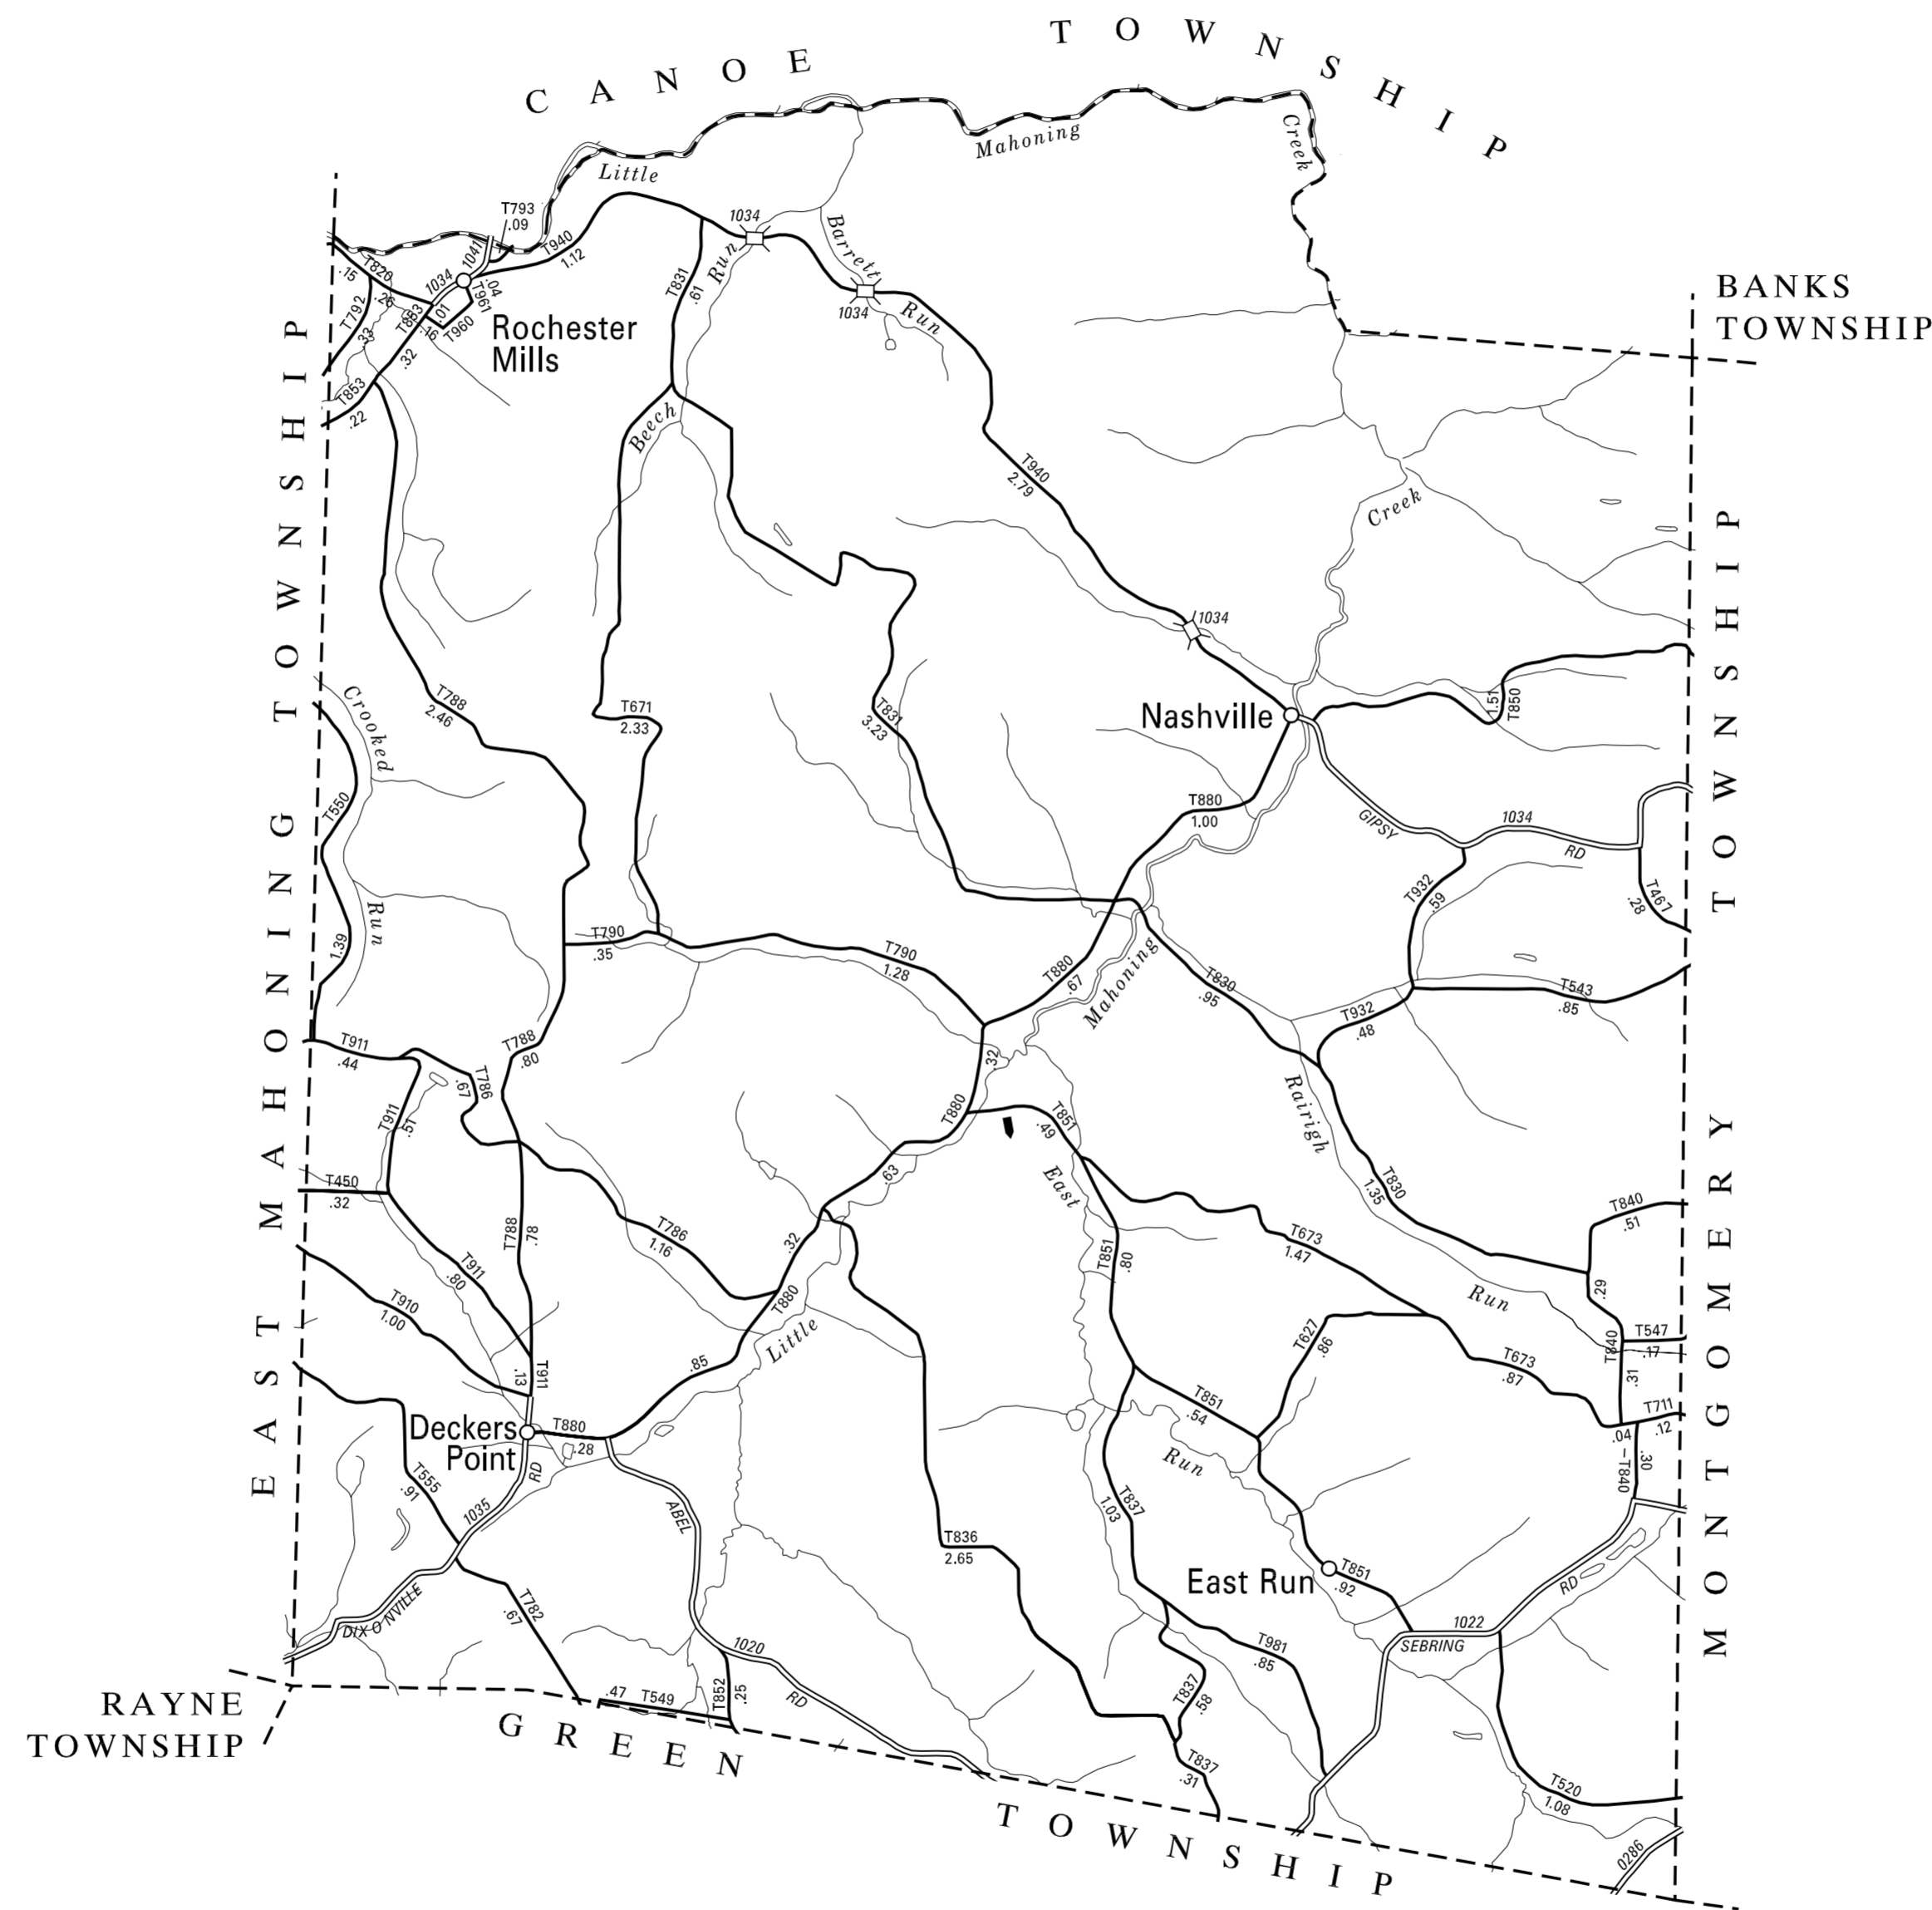 CANOE TOWNSHIP
Mahoning
Creek
Little
T793
.09
1034
Barrett
T940
1.12
1041
T820
.15
.26
1034
.04
T961
T831
.61
Run
BANKS
TOWNSHIP
T792
.33
T853
.01
.16
T960
1034
Run
Rochester
Mills
.32
T853
.22
Beech
T940
2.79
Creek
EAST MAHONING TOWNSHIP
MONTGOMERY TOWNSHIP
1034
Crooked
T788
2.46
T671
2.33
T831
3.23
Nashville
1.51
T850
T550
T880
1.00
GIPSY
1034
RD
Run
1.39
T932
.59
T467
.28
T790
.35
T790
1.28
T880
.67
Mahoning
T830
.95
T543
.85
T932
.48
T911
.44
T788
.80
.32
.67
T786
T911
.51
T880
T851
.49
Rairigh
T450
.32
.63
East
T830
1.35
T840
.51
T788
.78
T786
1.16
.32
T673
1.47
T851
.80
T911
.80
T910
1.00
T880
Little
Run
.29
T627
.86
T840
T547
.17
.85
T673
.87
.31
.13
T911
T851
.54
T711
.12
Deckers
Point
T880
.28
.04
T840
.30
Run
RD
T555
.91
1035
ABEL
T837
1.03
T836
2.65
East Run
T851
.92
RD
DIXONVILLE
T782
.67
1022
SEBRING
1020
RD
T981
.85
T852
.25
.47
T549
T837
.58
RAYNE
TOWNSHIP
GREEN TOWNSHIP
T837
.31
T520
1.08
0286